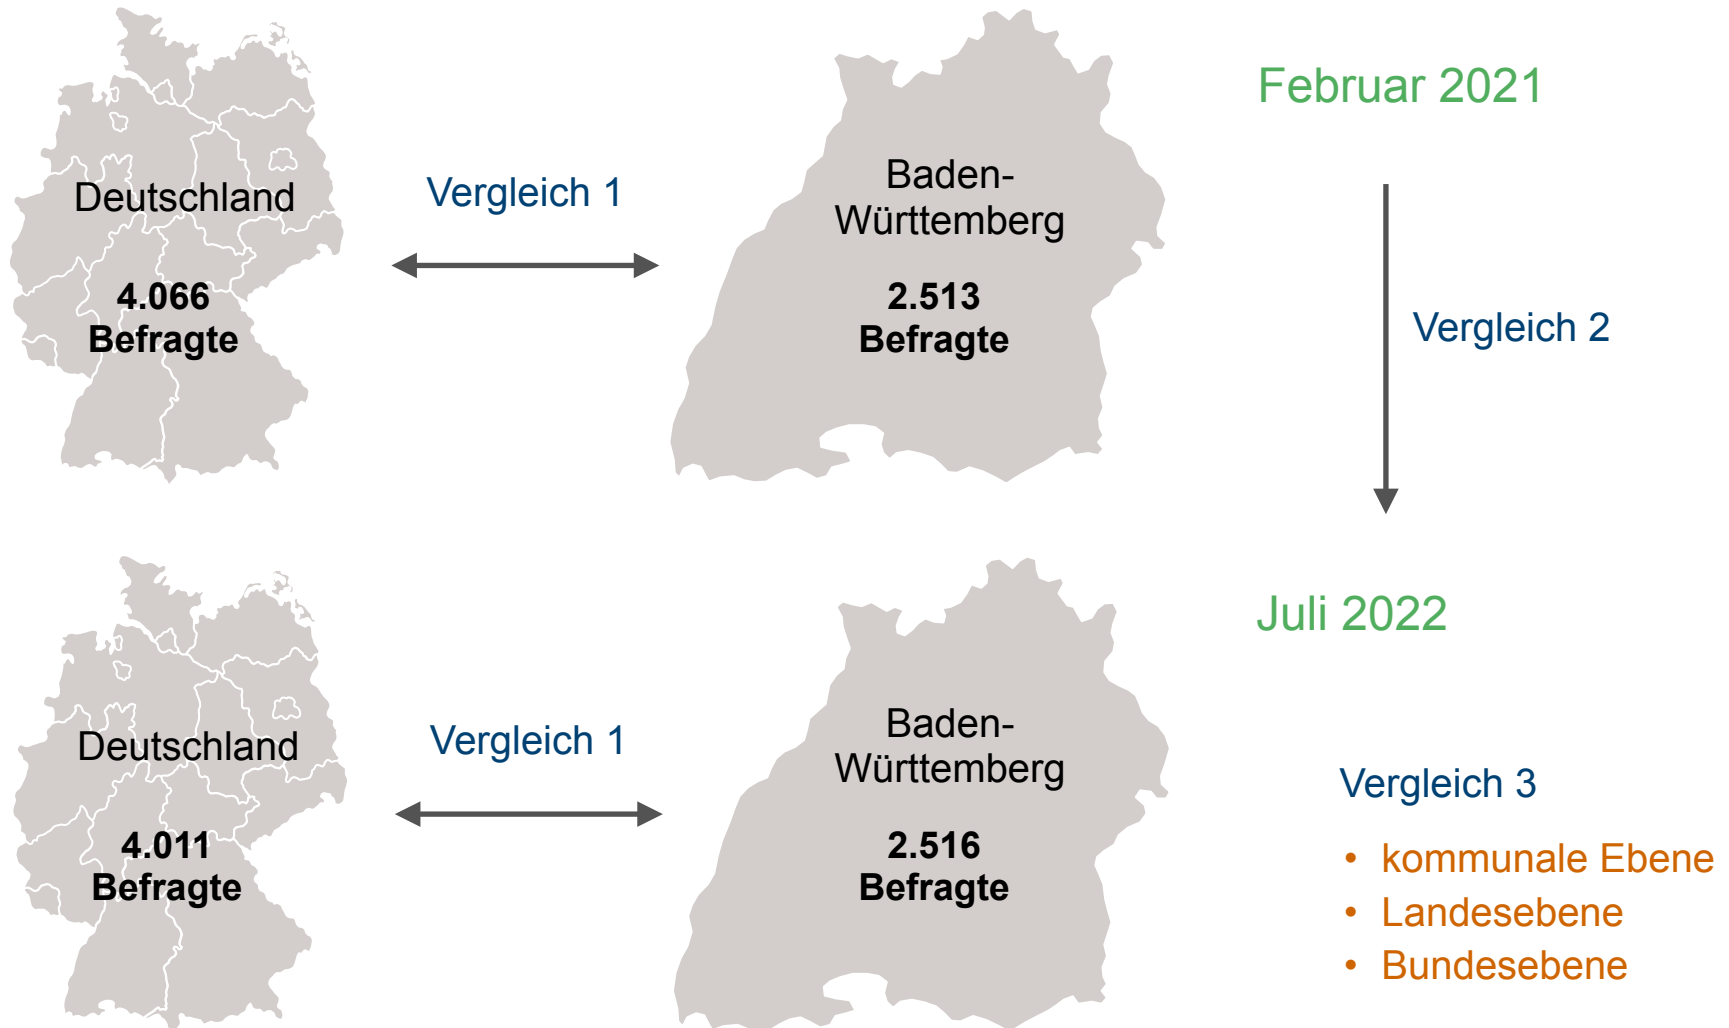 Februar 2021
Deutschland
4.066
Befragte
Vergleich 1
Baden-
Württemberg
2.513
Befragte
Vergleich 2
Juli 2022
Deutschland
4.011
Befragte
Vergleich 1
Baden-
Württemberg
2.516
Befragte
Vergleich 3
• kommunale Ebene
• Landesebene
• Bundesebene